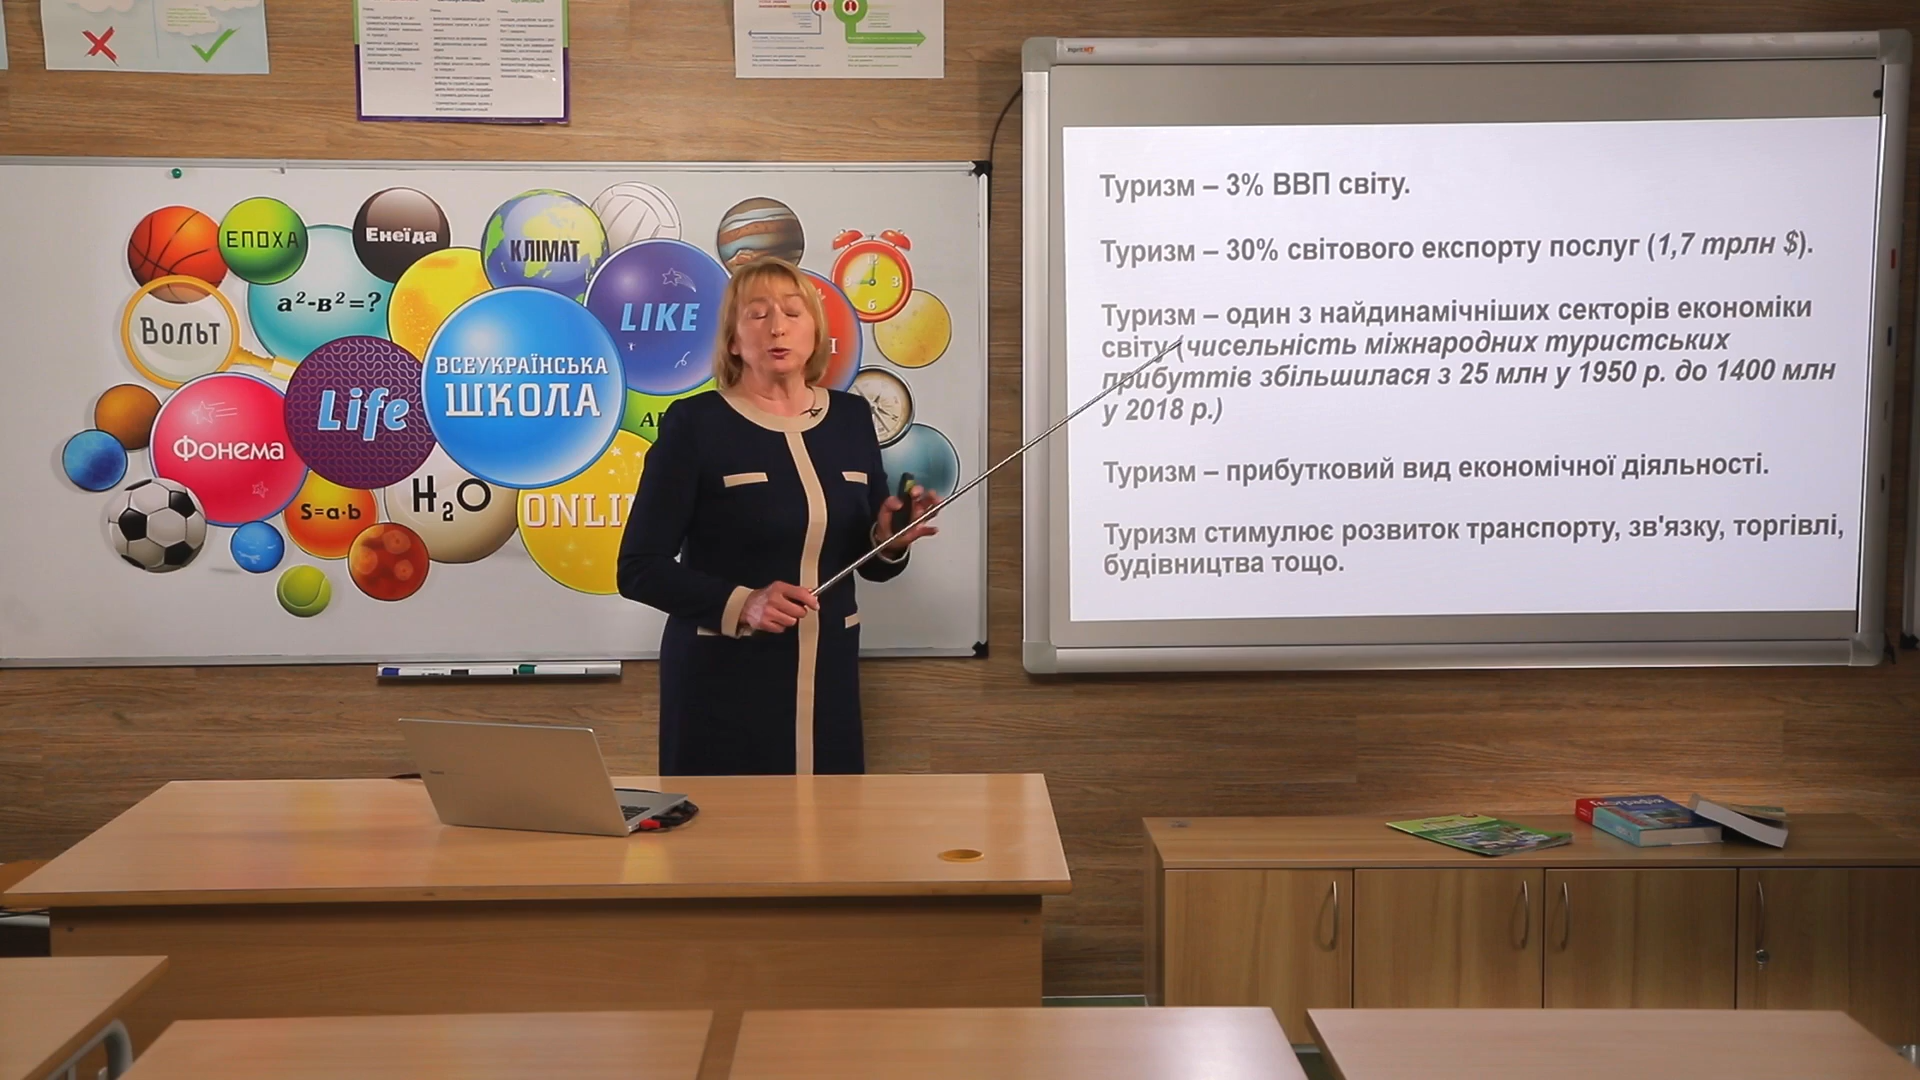 ЕПОХА
Енеїда
КЛІМАТ
a²-в²=?
Вольт
LIKE
ВСЕУКРАЇНСЬКА
ШКОЛА
Life
Фонема
H₂O
S=a·b
Туризм – 3% ВВП світу.
Туризм – 30% світового експорту послуг (1,7 трлн $).
Туризм – один з найдинамічніших секторів економіки
світу (чисельність міжнародних туристських
прибуттів збільшилася з 25 млн у 1950 р. до 1400 млн
у 2018 р.)
Туризм – прибутковий вид економічної діяльності.
Туризм стимулює розвиток транспорту, зв'язку, торгівлі,
будівництва тощо.
Географія